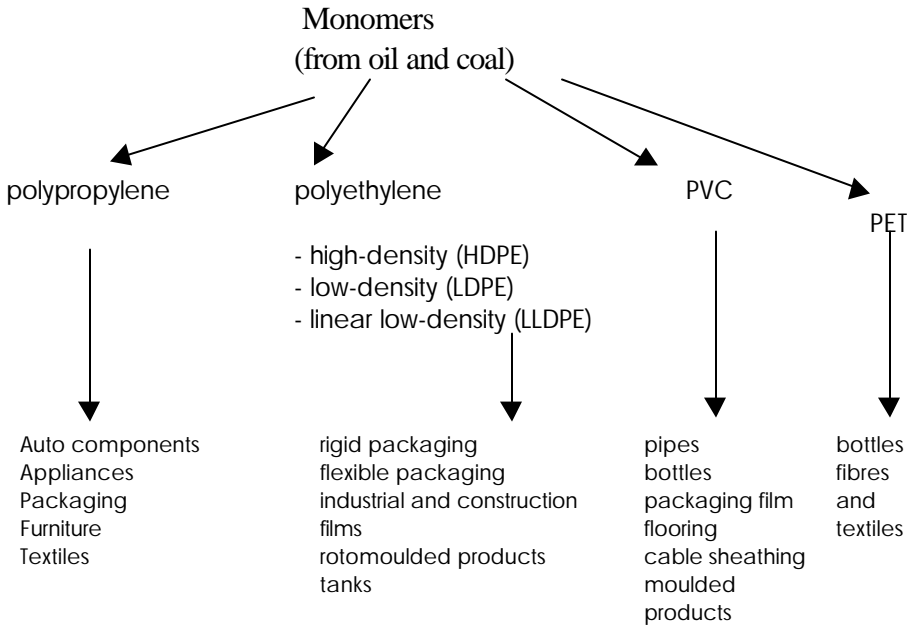 Monomers
(from oil and coal)
polypropylene
polyethylene
PVC
PET
- high-density (HDPE)
- low-density (LDPE)
- linear low-density (LLDPE)
Auto components
Appliances
Packaging
Furniture
Textiles
rigid packaging
flexible packaging
industrial and construction
films
rotomoulded products
tanks
pipes
bottles
packaging film
flooring
cable sheathing
moulded
products
bottles
fibres
and
textiles